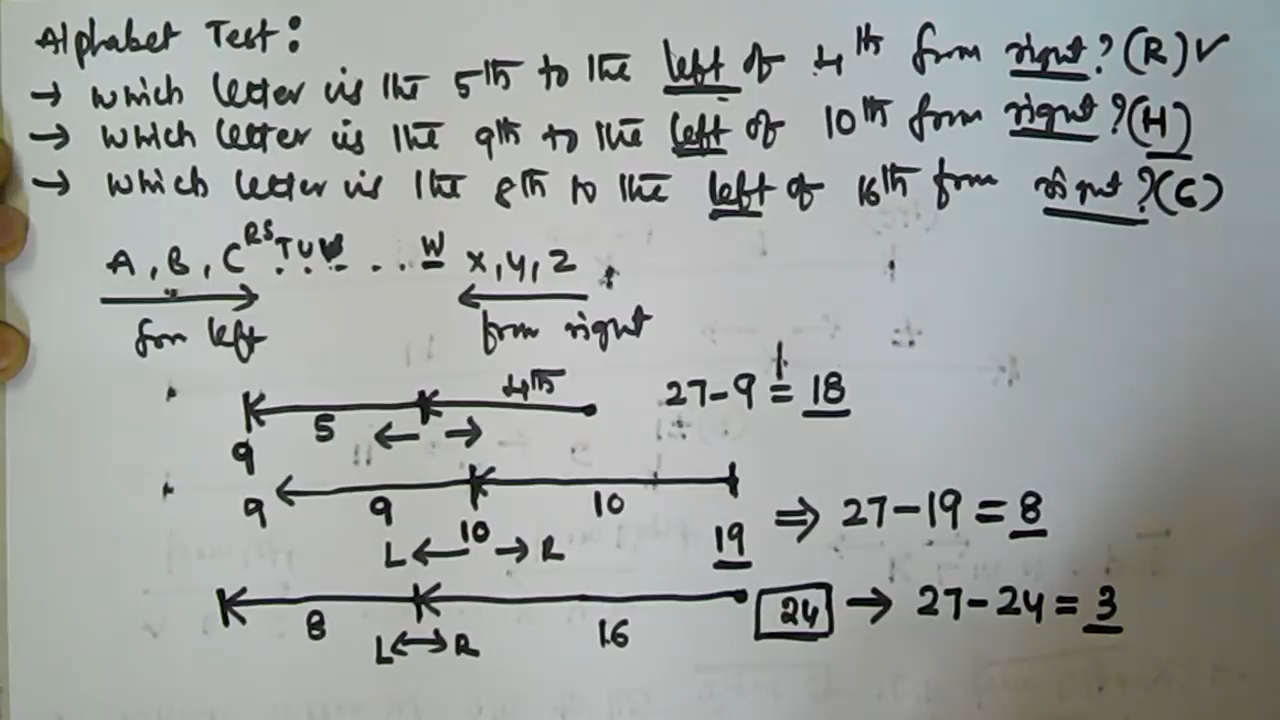 Alphabet Test:
→ which letter is the 5th to the left of 4th from right? (R) ✓
→ which letter is the 9th to the left of 10th from right? (H)
→ which letter is the 8th to the left of 16th from right? (C)
A, B, C RS TUV . . . W X, Y, Z
from left
from right
4th
5
9
27-9 = 18
9
9
10
10
L ← → R
19
⇒ 27-19 = 8
8
L ↔ R
16
24 → 27-24 = 3